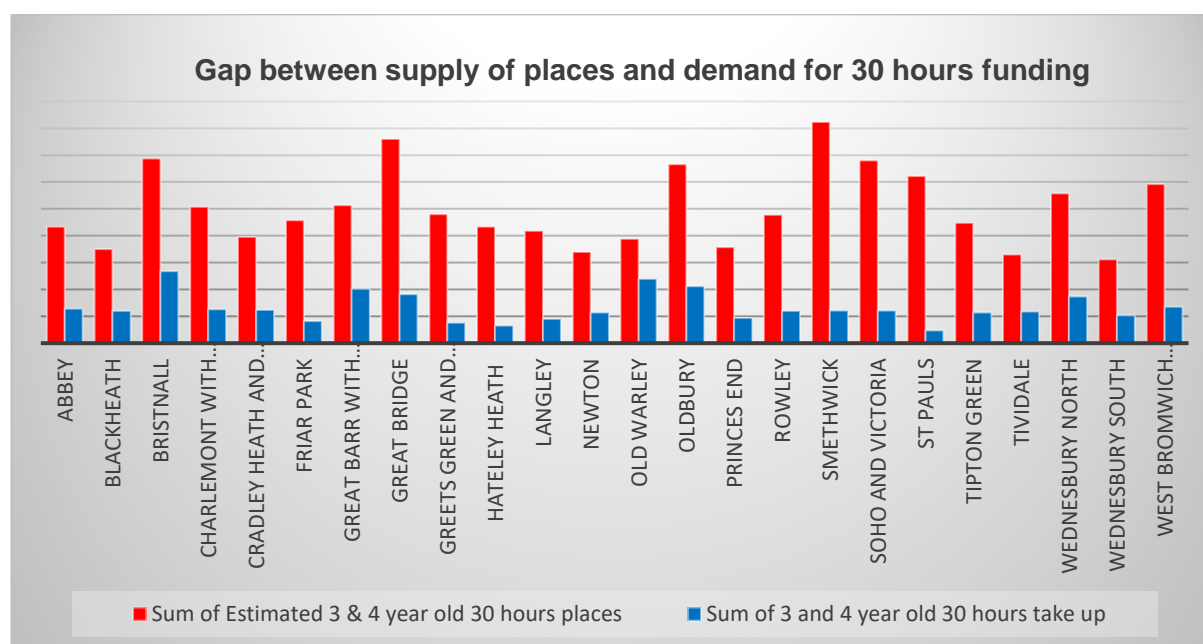 Gap between supply of places and demand for 30 hours funding
ABBEY
BLACKHEATH
BRISTNALL
CHARLEMONT WITH…
CRADLEY HEATH AND…
FRIAR PARK
GREAT BARR WITH…
GREAT BRIDGE
GREETS GREEN AND…
HATELEY HEATH
LANGLEY
NEWTON
OLD WARLEY
OLDBURY
PRINCES END
ROWLEY
SMETHWICK
SOHO AND VICTORIA
ST PAULS
TIPTON GREEN
TIVIDALE
WEDNESBURY NORTH
WEDNESBURY SOUTH
WEST BROMWICH…
Sum of Estimated 3 & 4 year old 30 hours places
Sum of 3 and 4 year old 30 hours take up